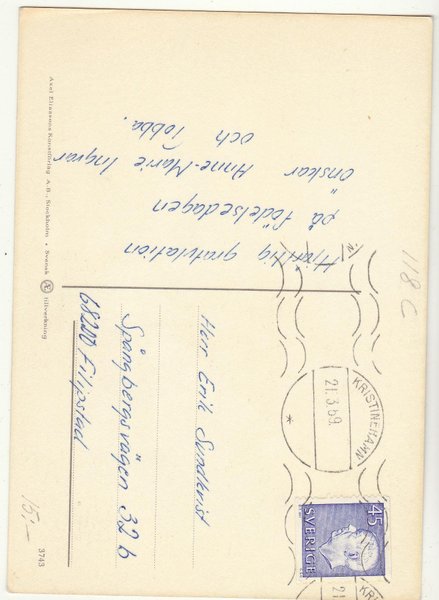 Hjärtlig gratulation
på födelsedagen
önskar Anne-Marie Ingvar
och Tobba.
Herr Erik Sundkvist
Spångbergsvägen 32 b
68200 Filipstad
KRISTINEHAMN
21.3.69
*
45
SVERIGE
21
118 C
15:-
3743
Axel Eliassons Konstförlag A.B., Stockholm • Svensk Æ tillverkning